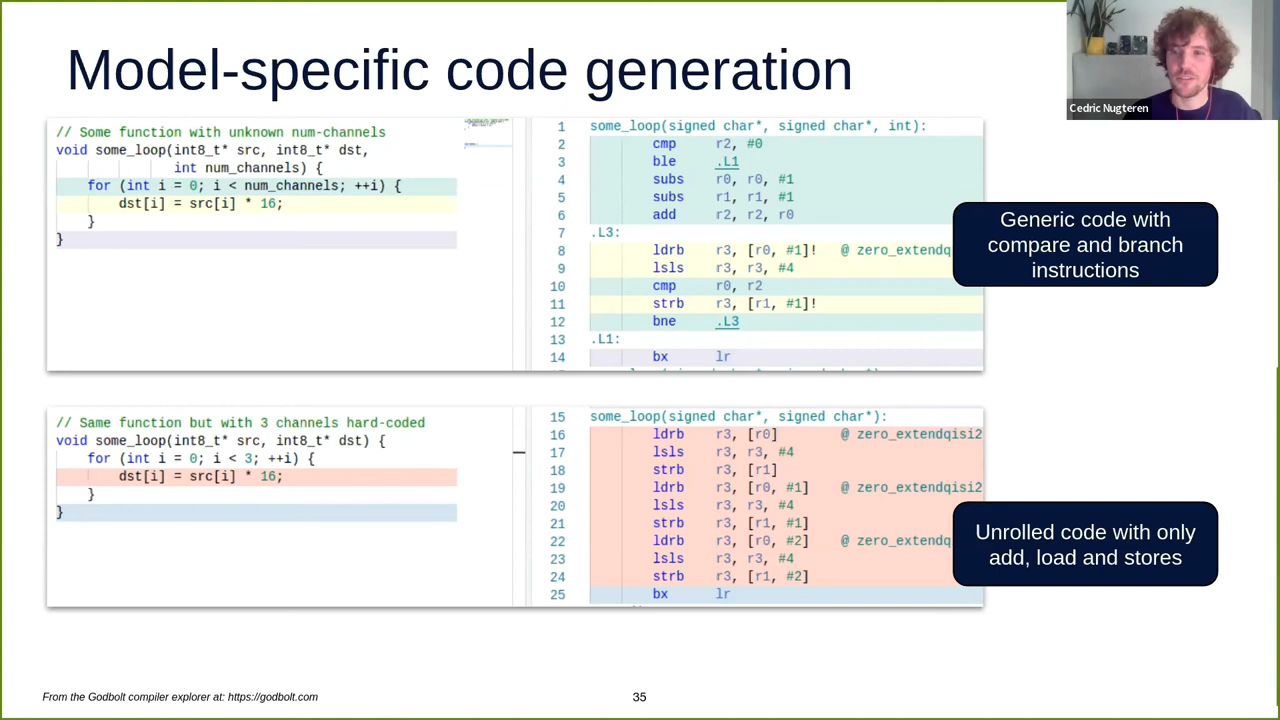 Model-specific code generation
Cedric Nugteren
// Some function with unknown num-channels
void some_loop(int8_t* src, int8_t* dst,
int num_channels) {
for (int i = 0; i < num_channels; ++i) {
dst[i] = src[i] * 16;
}
}
1 some_loop(signed char*, signed char*, int):
2 cmp r2, #0
3 ble .L1
4 subs r0, r0, #1
5 subs r1, r1, #1
6 add r2, r2, r0
7 .L3:
8 ldrb r3, [r0, #1]! @ zero_extendq
9 lsls r3, r3, #4
10 cmp r0, r2
11 strb r3, [r1, #1]!
12 bne .L3
13 .L1:
14 bx lr
Generic code with
compare and branch
instructions
// Same function but with 3 channels hard-coded
void some_loop(int8_t* src, int8_t* dst) {
for (int i = 0; i < 3; ++i) {
dst[i] = src[i] * 16;
}
}
15 some_loop(signed char*, signed char*):
16 ldrb r3, [r0] @ zero_extendqisi2
17 lsls r3, r3, #4
18 strb r3, [r1]
19 ldrb r3, [r0, #1] @ zero_extendqisi2
20 lsls r3, r3, #4
21 strb r3, [r1, #1]
22 ldrb r3, [r0, #2] @ zero_extendq
23 lsls r3, r3, #4
24 strb r3, [r1, #2]
25 bx lr
Unrolled code with only
add, load and stores
From the Godbolt compiler explorer at: https://godbolt.com
35